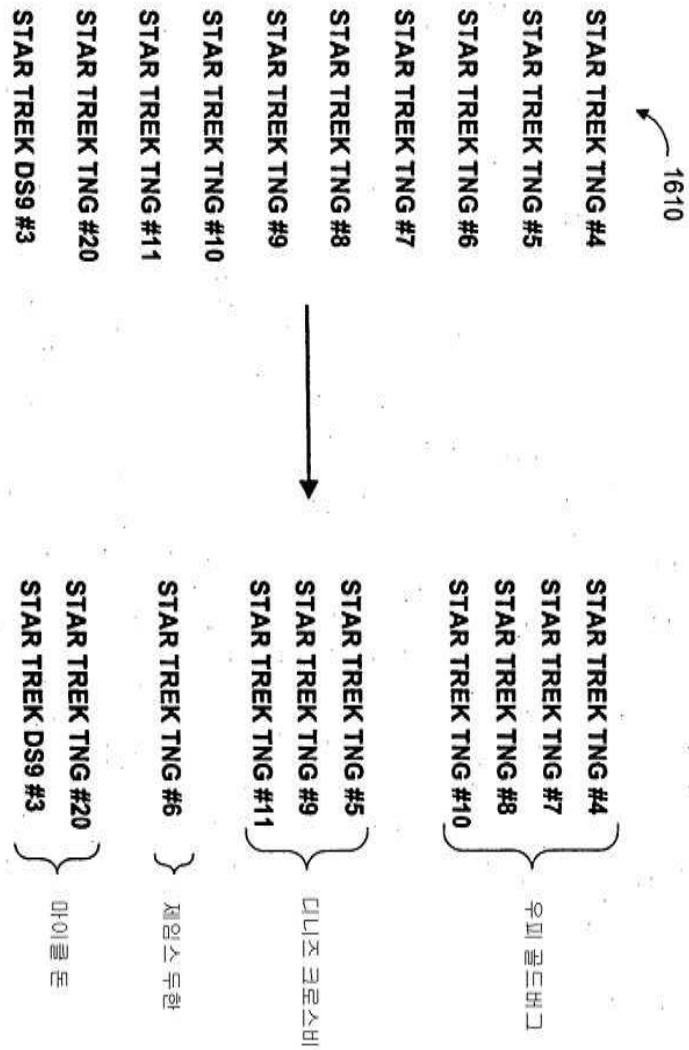 1610
STAR TREK TNG #4
STAR TREK TNG #5
STAR TREK TNG #6
STAR TREK TNG #7
STAR TREK TNG #8
STAR TREK TNG #9
STAR TREK TNG #10
STAR TREK TNG #11
STAR TREK TNG #20
STAR TREK DS9 #3
STAR TREK TNG #4
STAR TREK TNG #7
STAR TREK TNG #8
STAR TREK TNG #10
우피 골드버그
STAR TREK TNG #5
STAR TREK TNG #9
STAR TREK TNG #11
디니즈 크로스비
STAR TREK TNG #6
제임스 두한
STAR TREK TNG #20
STAR TREK DS9 #3
마이클 돈